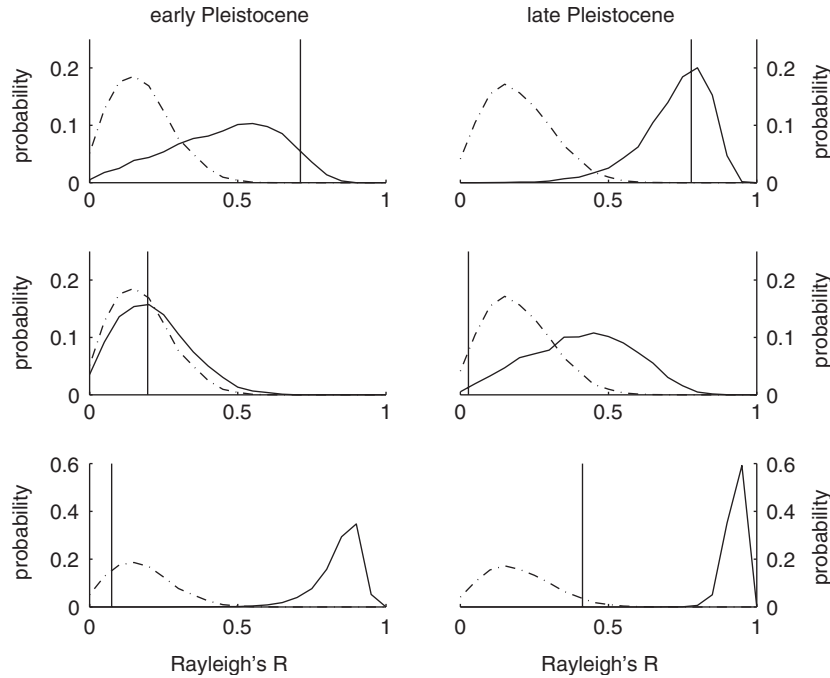 early Pleistocene late Pleistocene
probability 0.2 0.1 0 0 0.5 1
0 0.5 1 0.2 0.1 0 probability
probability 0.2 0.1 0 0 0.5 1
0 0.5 1 0.2 0.1 0 probability
probability 0.6 0.4 0.2 0 0 0.5 1
0 0.5 1 0.6 0.4 0.2 0 probability
Rayleigh's R Rayleigh's R